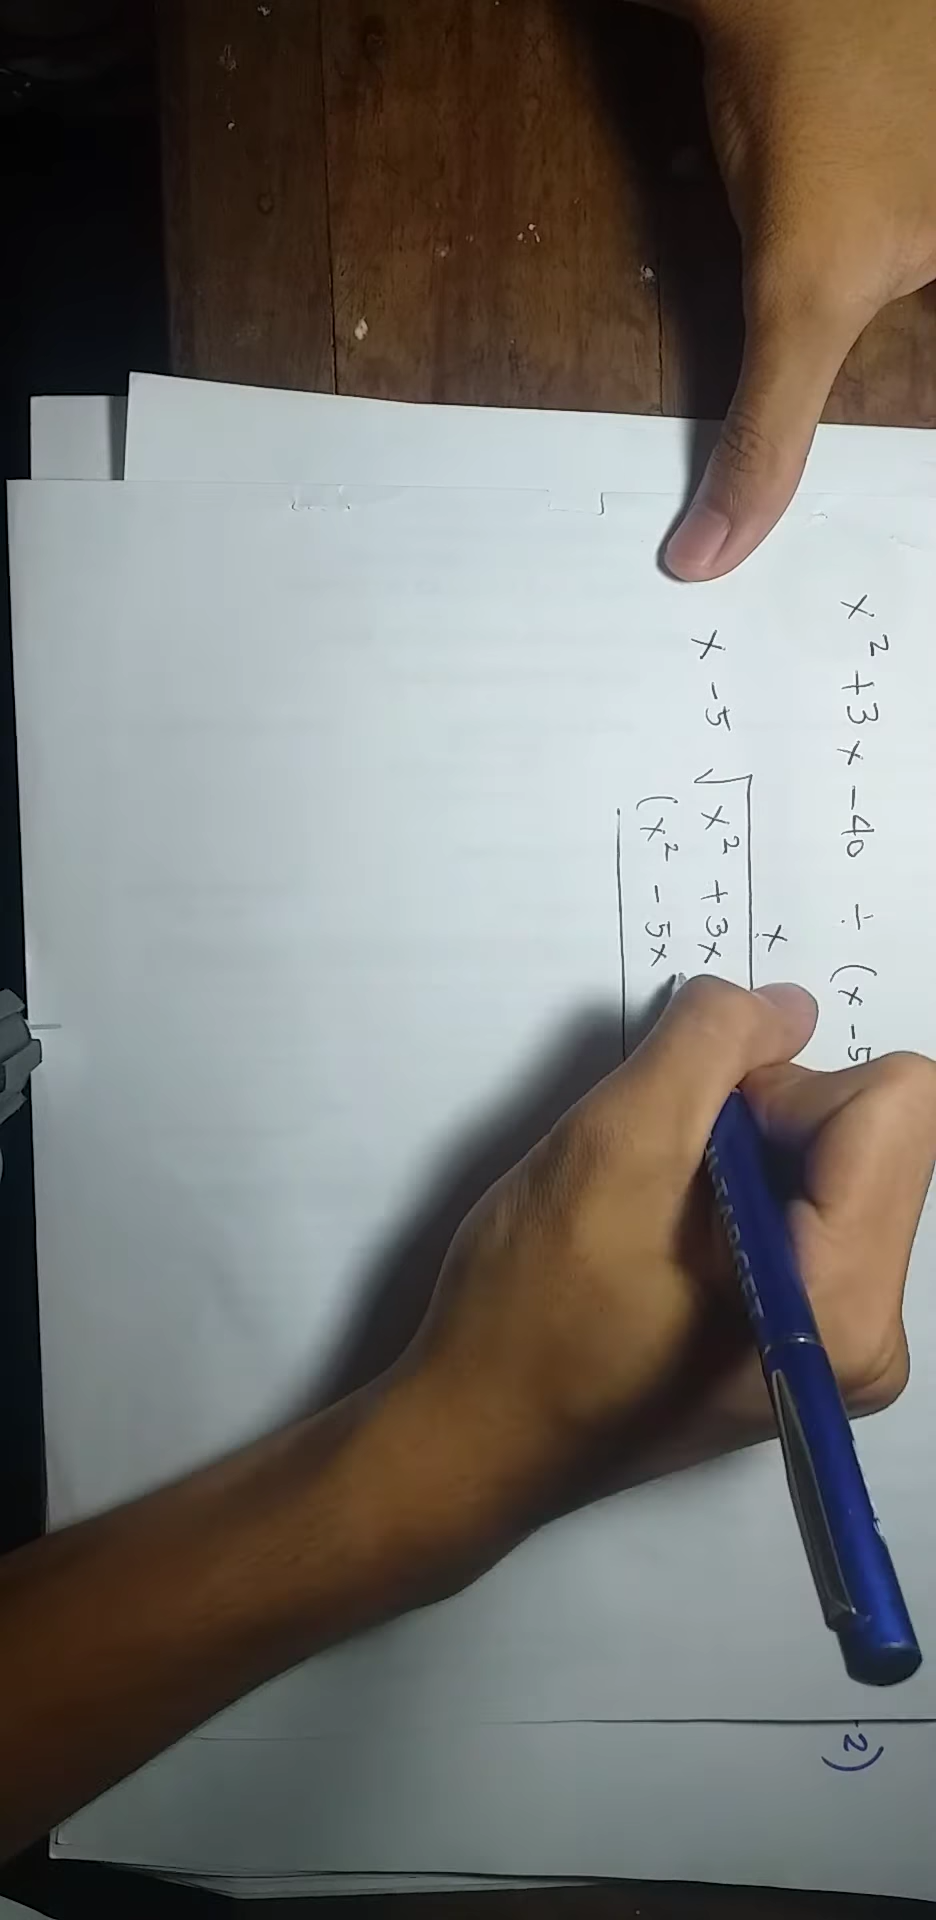 x² +3x -40 ÷ (x -5
x
x -5 √x² +3x
(x² - 5x
-2)